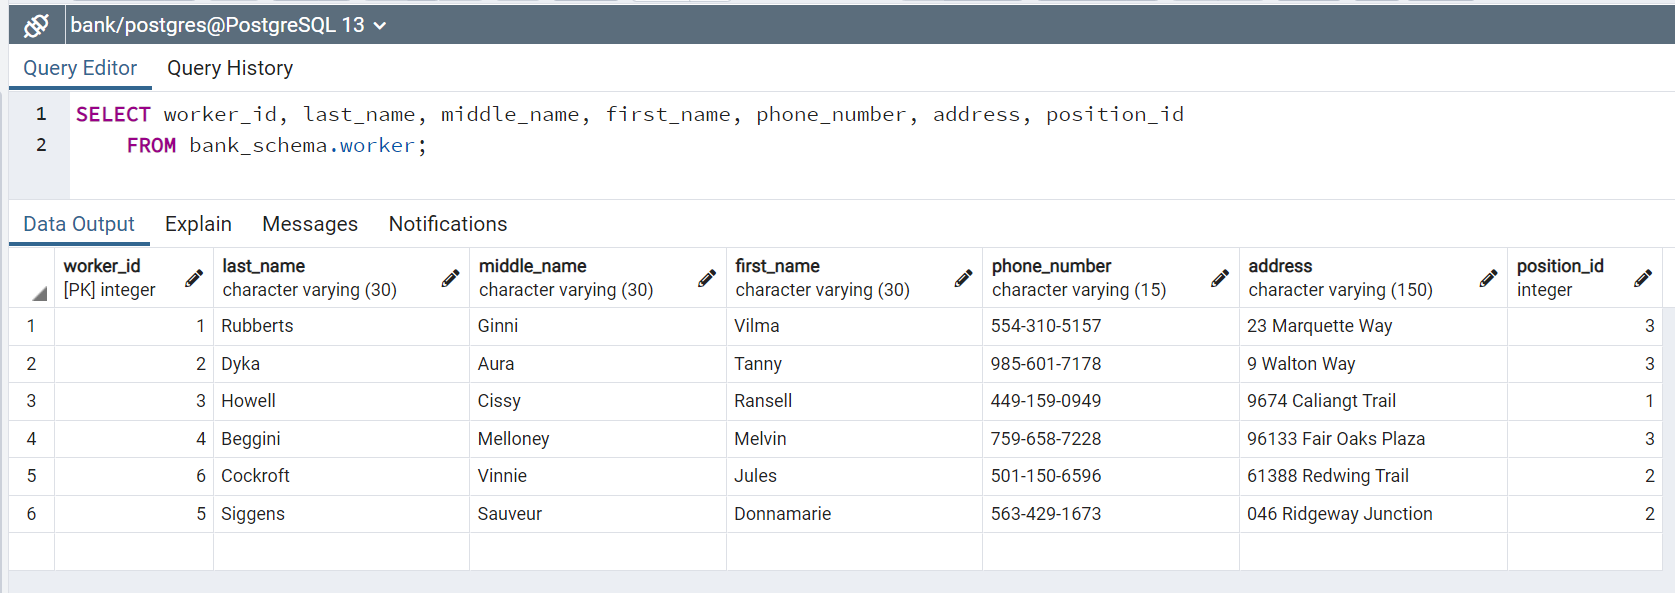 bank/postgres@PostgreSQL 13
Query Editor Query History
1 SELECT worker_id, last_name, middle_name, first_name, phone_number, address, position_id
2 FROM bank_schema.worker;
Data Output Explain Messages Notifications
worker_id last_name middle_name first_name phone_number address position_id
[PK] integer character varying (30) character varying (30) character varying (30) character varying (15) character varying (150) integer
1 1 Rubberts Ginni Vilma 554-310-5157 23 Marquette Way 3
2 2 Dyka Aura Tanny 985-601-7178 9 Walton Way 3
3 3 Howell Cissy Ransell 449-159-0949 9674 Caliangt Trail 1
4 4 Beggini Melloney Melvin 759-658-7228 96133 Fair Oaks Plaza 3
5 6 Cockroft Vinnie Jules 501-150-6596 61388 Redwing Trail 2
6 5 Siggens Sauveur Donnamarie 563-429-1673 046 Ridgeway Junction 2